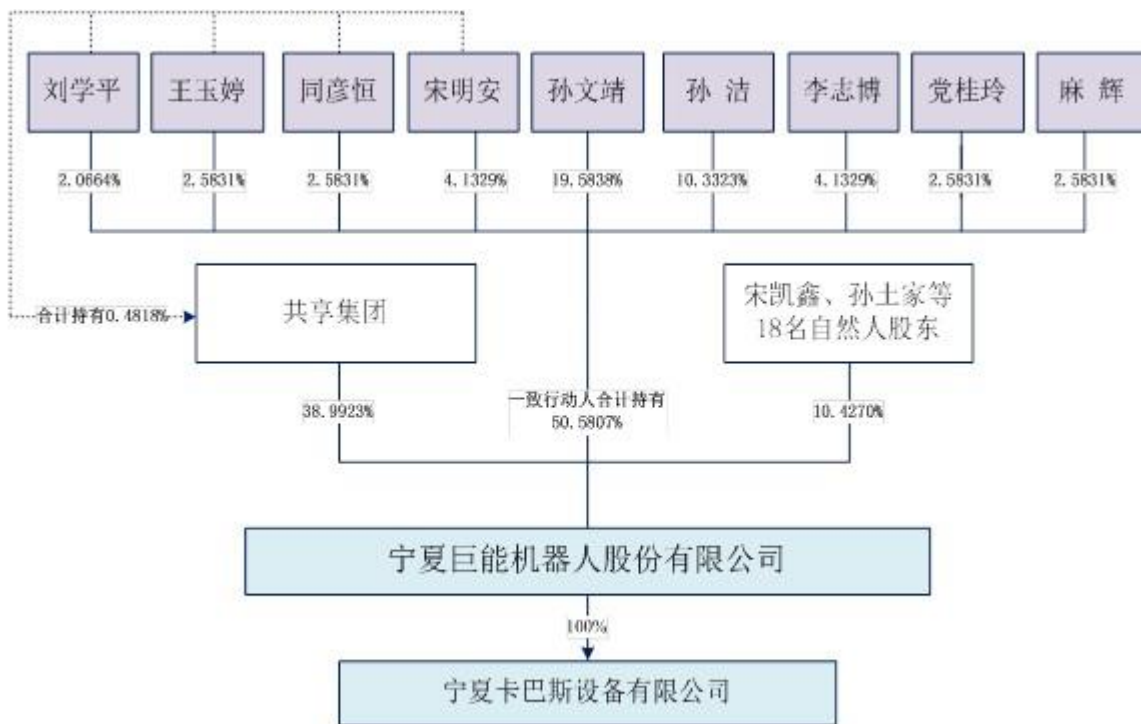 刘学平
王玉婷
同彦恒
宋明安
孙文靖
孙 洁
李志博
党桂玲
麻 辉
2.0664%
2.5831%
2.5831%
4.1329%
19.5838%
10.3323%
4.1329%
2.5831%
2.5831%
合计持有0.4818%
共享集团
宋凯鑫、孙土家等
18名自然人股东
38.9923%
一致行动人合计持有
50.5807%
10.4270%
宁夏巨能机器人股份有限公司
100%
宁夏卡巴斯设备有限公司